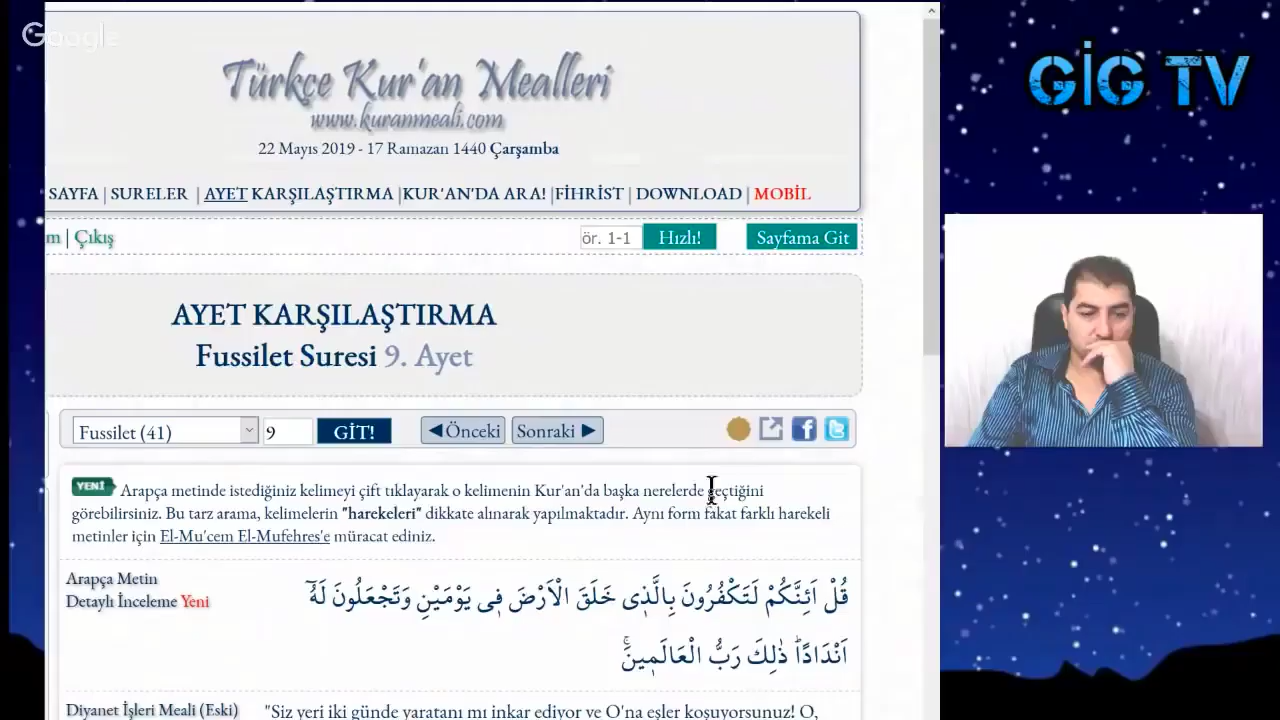 Google
GİG TV
Türkçe Kur'an Mealleri
www.kuranmeali.com
22 Mayıs 2019 - 17 Ramazan 1440 Çarşamba
SAYFA | SURELER | AYET KARŞILAŞTIRMA |KUR'AN'DA ARA! |FİHRİST | DOWNLOAD | MOBİL
m | Çıkış ör. 1-1 Hızlı! Sayfama Git
AYET KARŞILAŞTIRMA
Fussilet Suresi 9. Ayet
Fussilet (41) 9 GİT! ◄Önceki Sonraki ►
YENİ Arapça metinde istediğiniz kelimeyi çift tıklayarak o kelimenin Kur'an'da başka nerelerde geçtiğini
görebilirsiniz. Bu tarz arama, kelimelerin "harekeleri" dikkate alınarak yapılmaktadır. Aynı form fakat farklı harekeli
metinler için El-Mu'cem El-Mufehres'e müracat ediniz.
Arapça Metin
Detaylı İnceleme Yeni
قُلْ اَئِنَّكُمْ لَتَكْفُرُونَ بِالَّذ۪ى خَلَقَ الْاَرْضَ ف۪ى يَوْمَيْنِ وَتَجْعَلُونَ لَهُٓ
اَنْدَادًاۜ ذٰلِكَ رَبُّ الْعَالَم۪ينَۚ
Diyanet İşleri Meali (Eski) "Siz yeri iki günde yaratanı mı inkar ediyor ve O'na eşler koşuyorsunuz! O,